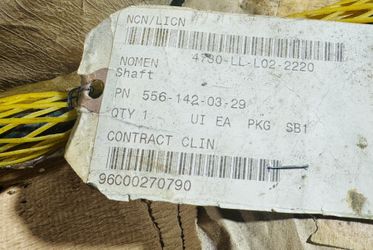 NCN/LICN
NOMEN 4730-LL-L02-2220
Shaft
PN 556-142-03-29
QTY 1 UI EA PKG SB1
CONTRACT CLIN
96C00270790